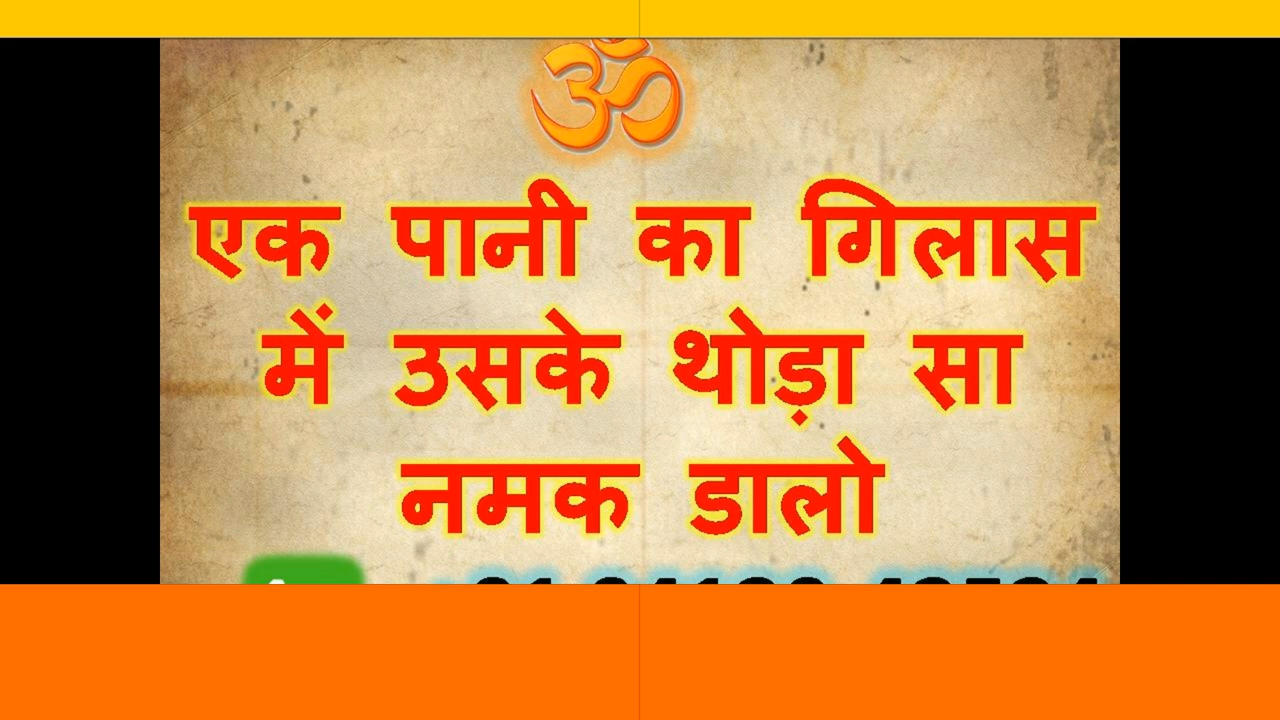 ॐ
एक पानी का गिलास
में उसके थोड़ा सा
नमक डालो